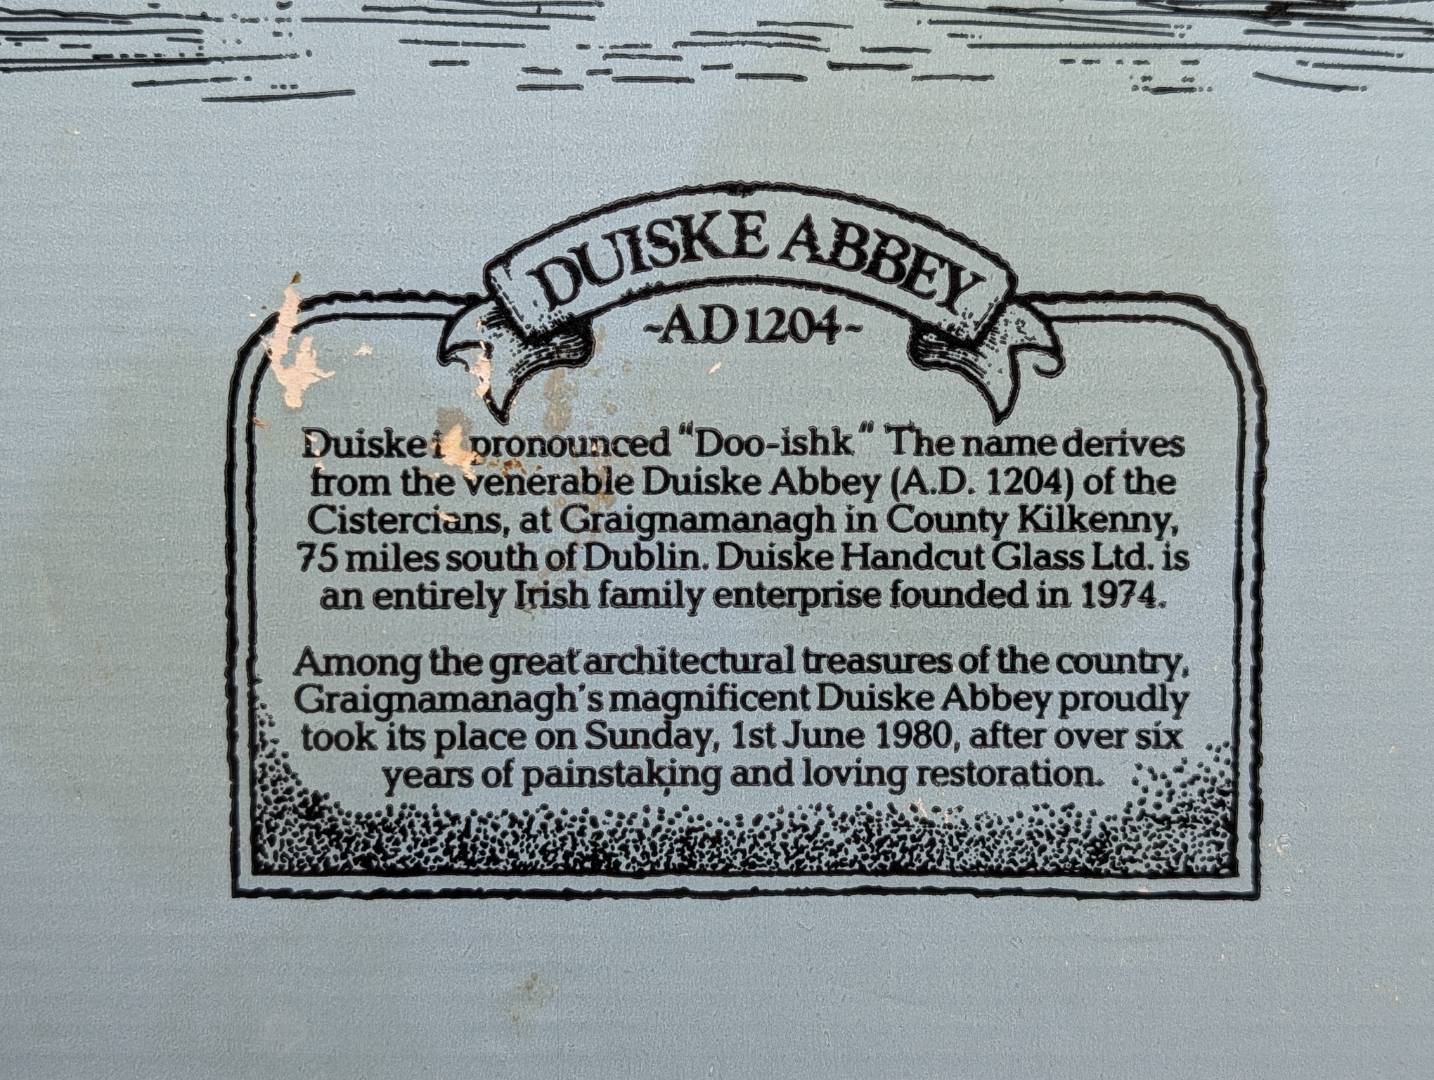 DUISKE ABBEY
~AD 1204~
Duiske pronounced "Doo-ishk" The name derives
from the venerable Duiske Abbey (A.D. 1204) of the
Cistercians, at Graignamanagh in County Kilkenny,
75 miles south of Dublin. Duiske Handcut Glass Ltd. is
an entirely Irish family enterprise founded in 1974.
Among the great architectural treasures of the country,
Graignamanagh's magnificent Duiske Abbey proudly
took its place on Sunday, 1st June 1980, after over six
years of painstaking and loving restoration.